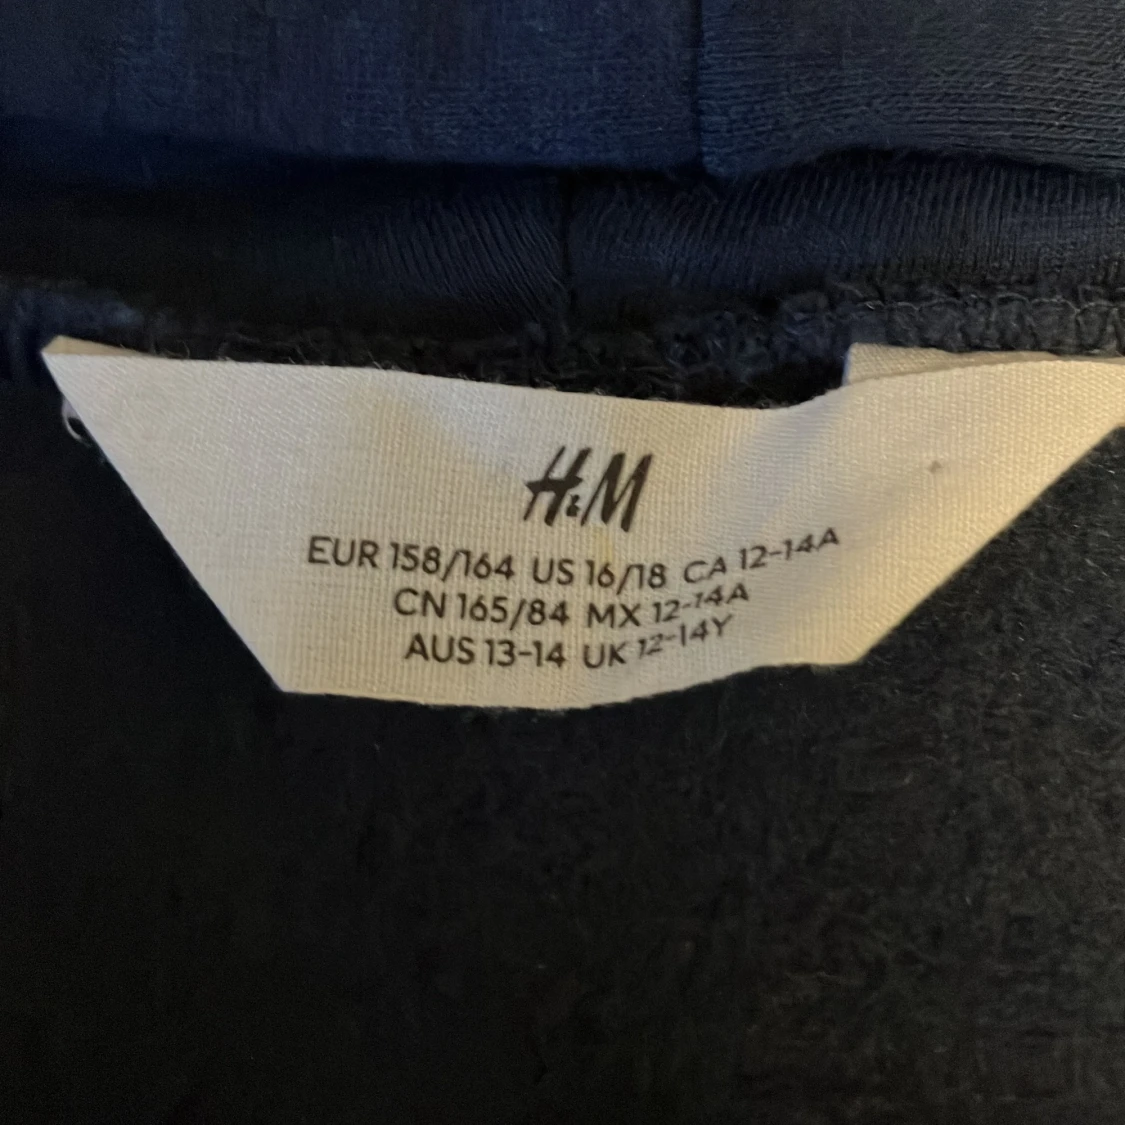 H&M
EUR 158/164 US 16/18 CA 12-14A
CN 165/84 MX 12-14A
AUS 13-14 UK 12-14Y